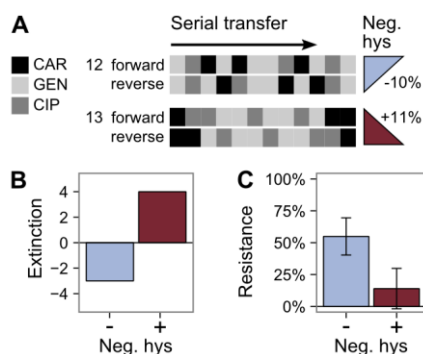 A
Serial transfer
Neg. hys
CAR
GEN
CIP
12 forward
reverse
-10%
13 forward
reverse
+11%
B
Extinction
4
2
0
−2
−4
- +
Neg. hys
C
Resistance
100%
75%
50%
25%
0%
- +
Neg. hys